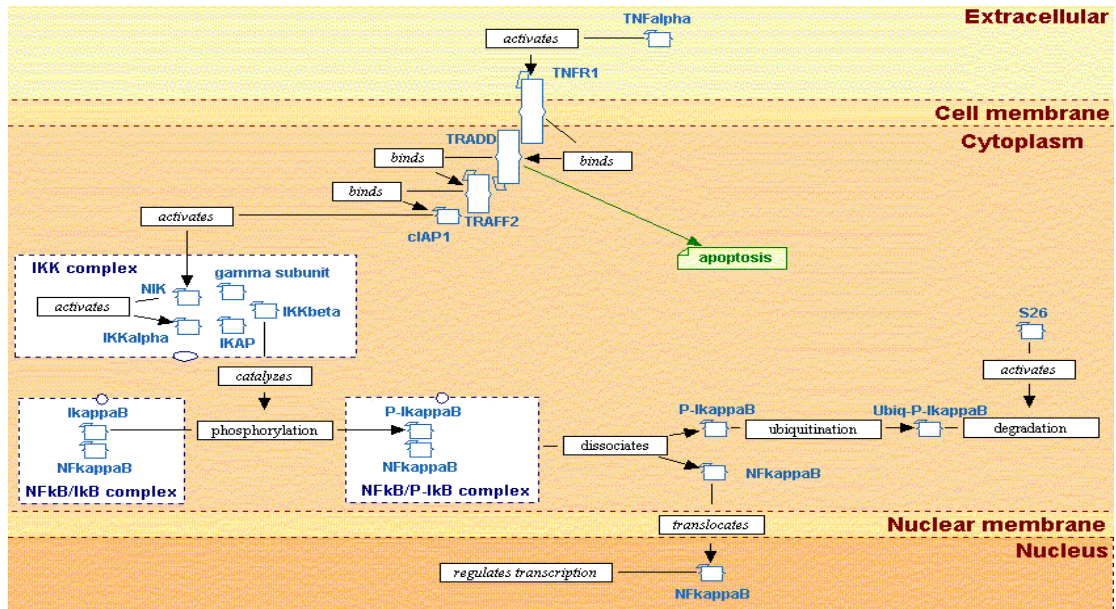 Extracellular
TNFalpha
activates
TNFR1
Cell membrane
Cytoplasm
TRADD
binds
binds
binds
TRAFF2
cIAP1
activates
apoptosis
IKK complex
gamma subunit
NIK
activates
IKKbeta
IKKalpha
IKAP
S26
catalyzes
activates
IkappaB
P-IkappaB
P-IkappaB
Ubiq-P-IkappaB
phosphorylation
ubiquitination
degradation
dissociates
NFkappaB
NFkappaB
NFkappaB
NFkB/IkB complex
NFkB/P-IkB complex
translocates
Nuclear membrane
Nucleus
regulates transcription
NFkappaB